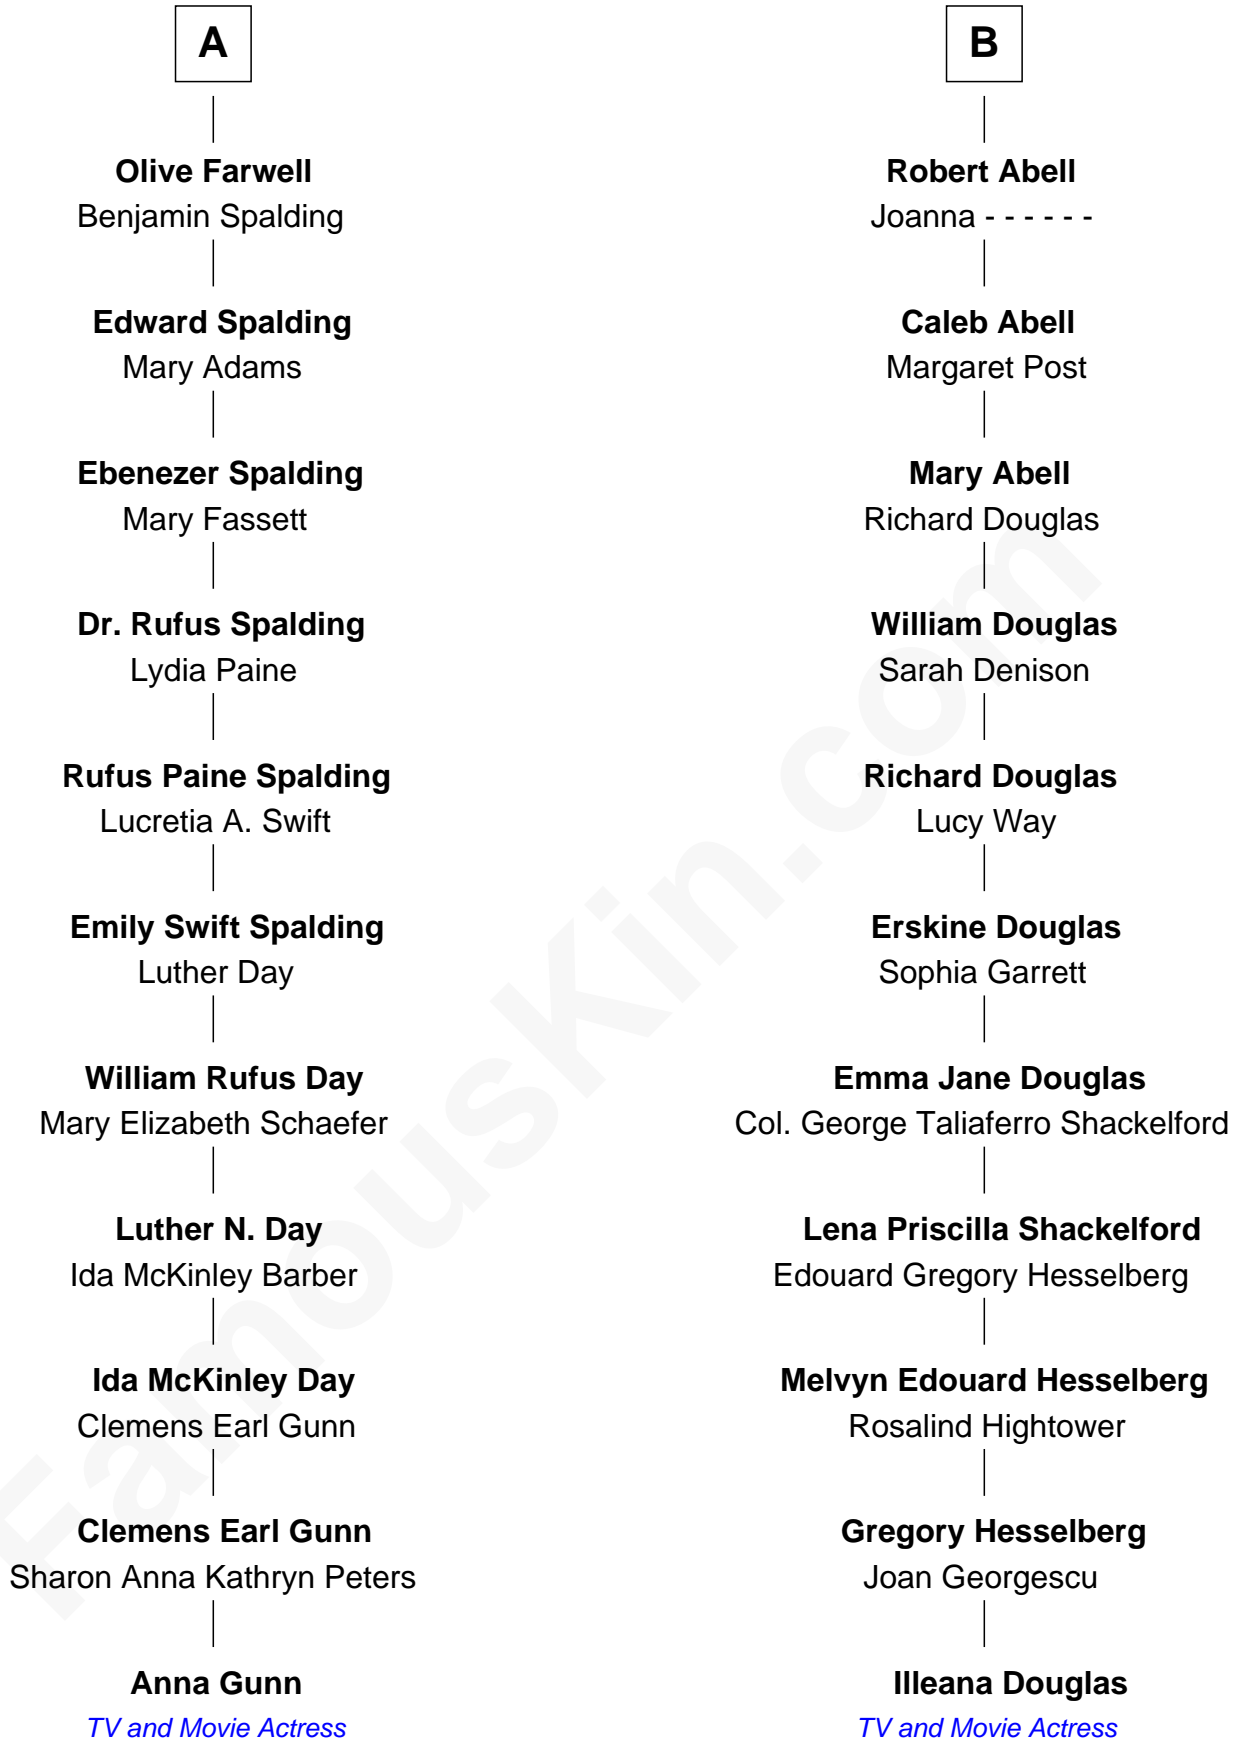 A
Olive Farwell
Benjamin Spalding
Edward Spalding
Mary Adams
Ebenezer Spalding
Mary Fassett
Dr. Rufus Spalding
Lydia Paine
Rufus Paine Spalding
Lucretia A. Swift
Emily Swift Spalding
Luther Day
William Rufus Day
Mary Elizabeth Schaefer
Luther N. Day
Ida McKinley Barber
Ida McKinley Day
Clemens Earl Gunn
Clemens Earl Gunn
Sharon Anna Kathryn Peters
Anna Gunn
TV and Movie Actress
B
Robert Abell
Joanna - - - - - -
Caleb Abell
Margaret Post
Mary Abell
Richard Douglas
William Douglas
Sarah Denison
Richard Douglas
Lucy Way
Erskine Douglas
Sophia Garrett
Emma Jane Douglas
Col. George Taliaferro Shackelford
Lena Priscilla Shackelford
Edouard Gregory Hesselberg
Melvyn Edouard Hesselberg
Rosalind Hightower
Gregory Hesselberg
Joan Georgescu
Illeana Douglas
TV and Movie Actress
FamousKin.com